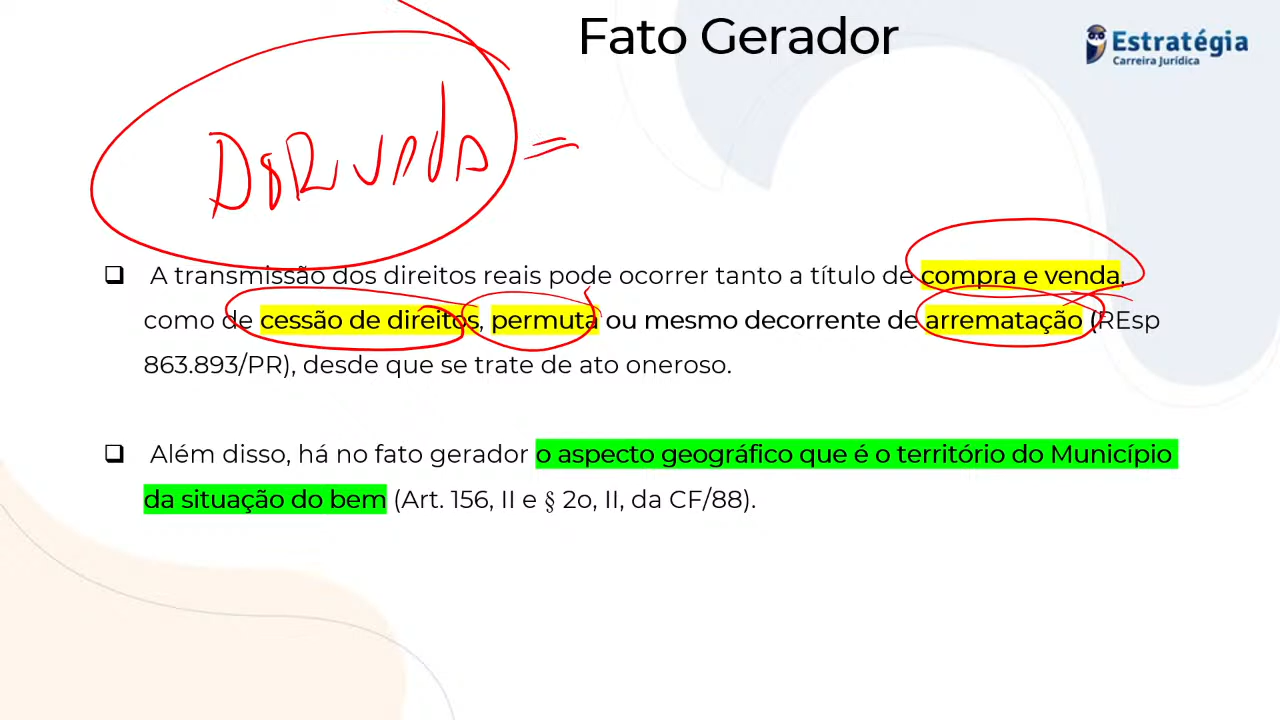 Fato Gerador
Estratégia
Carreira Jurídica
DERIVADA =
A transmissão dos direitos reais pode ocorrer tanto a título de compra e venda,
como de cessão de direitos, permuta ou mesmo decorrente de arrematação (REsp
863.893/PR), desde que se trate de ato oneroso.
Além disso, há no fato gerador o aspecto geográfico que é o território do Município
da situação do bem (Art. 156, II e § 2o, II, da CF/88).